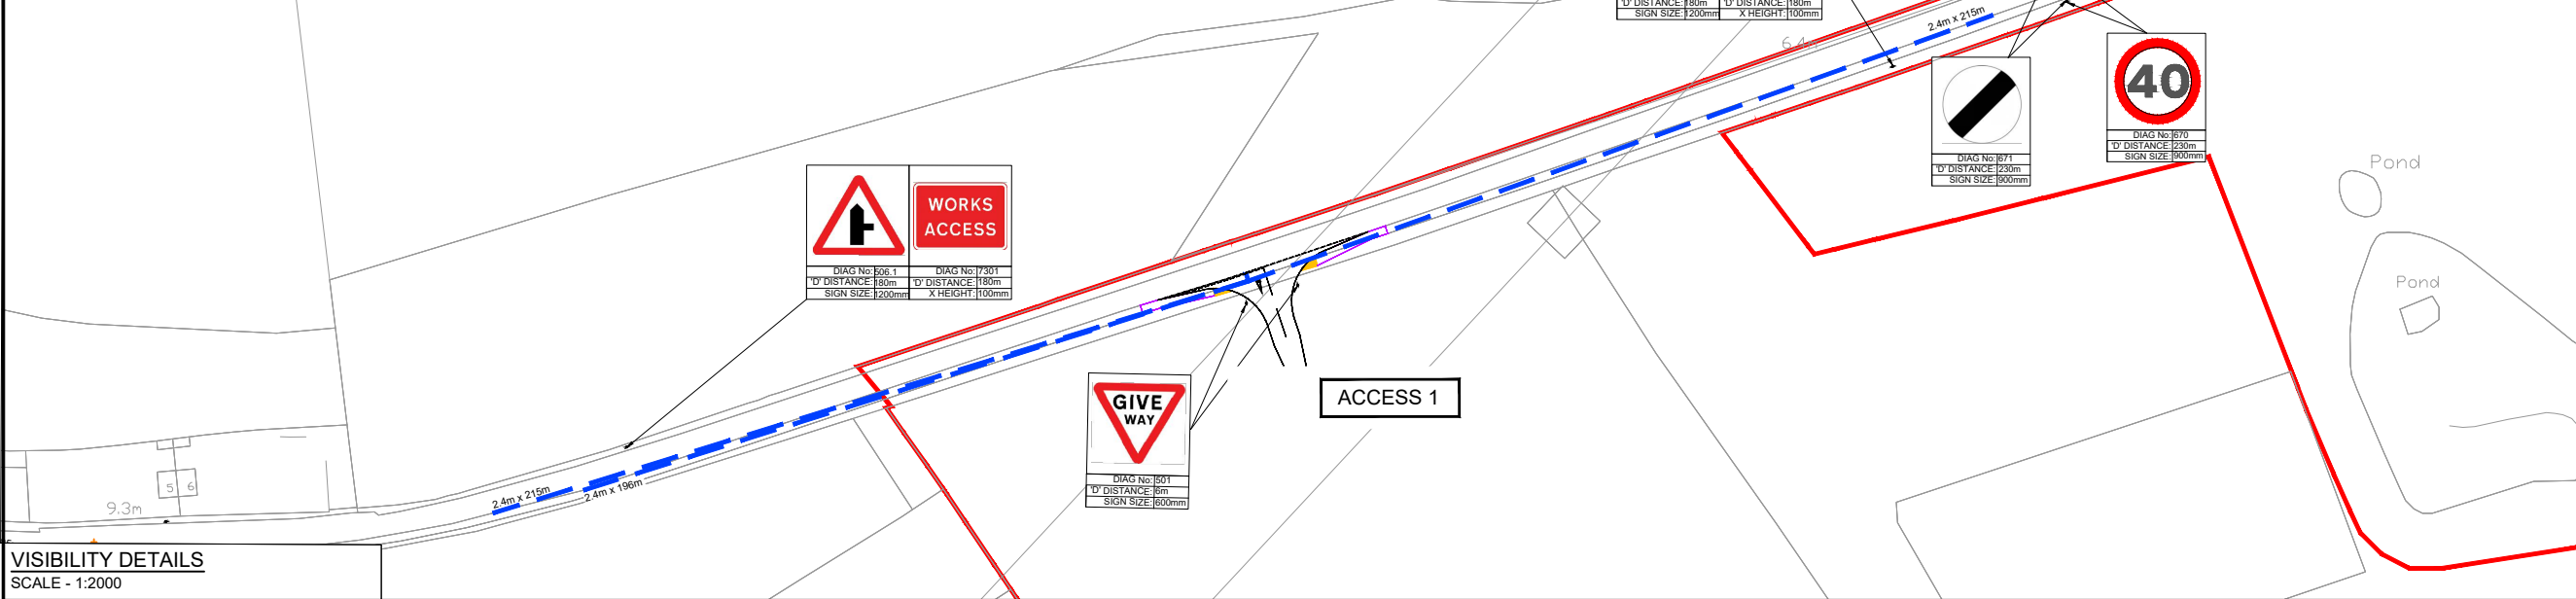 'D' DISTANCE: 180m 'D' DISTANCE: 180m
SIGN SIZE: 1200mm X HEIGHT: 100mm
2.4m x 215m
40
DIAG No: 670
'D' DISTANCE: 230m
SIGN SIZE: 900mm
DIAG No: 671
'D' DISTANCE: 230m
SIGN SIZE: 900mm
Pond
WORKS
ACCESS
DIAG No: 506.1 DIAG No: 7301
'D' DISTANCE: 180m 'D' DISTANCE: 180m
SIGN SIZE: 1200mm X HEIGHT: 100mm
Pond
GIVE
WAY
DIAG No: 501
'D' DISTANCE: 6m
SIGN SIZE: 600mm
ACCESS 1
5 6
9.3m
2.4m x 215m
2.4m x 196m
VISIBILITY DETAILS
SCALE - 1:2000